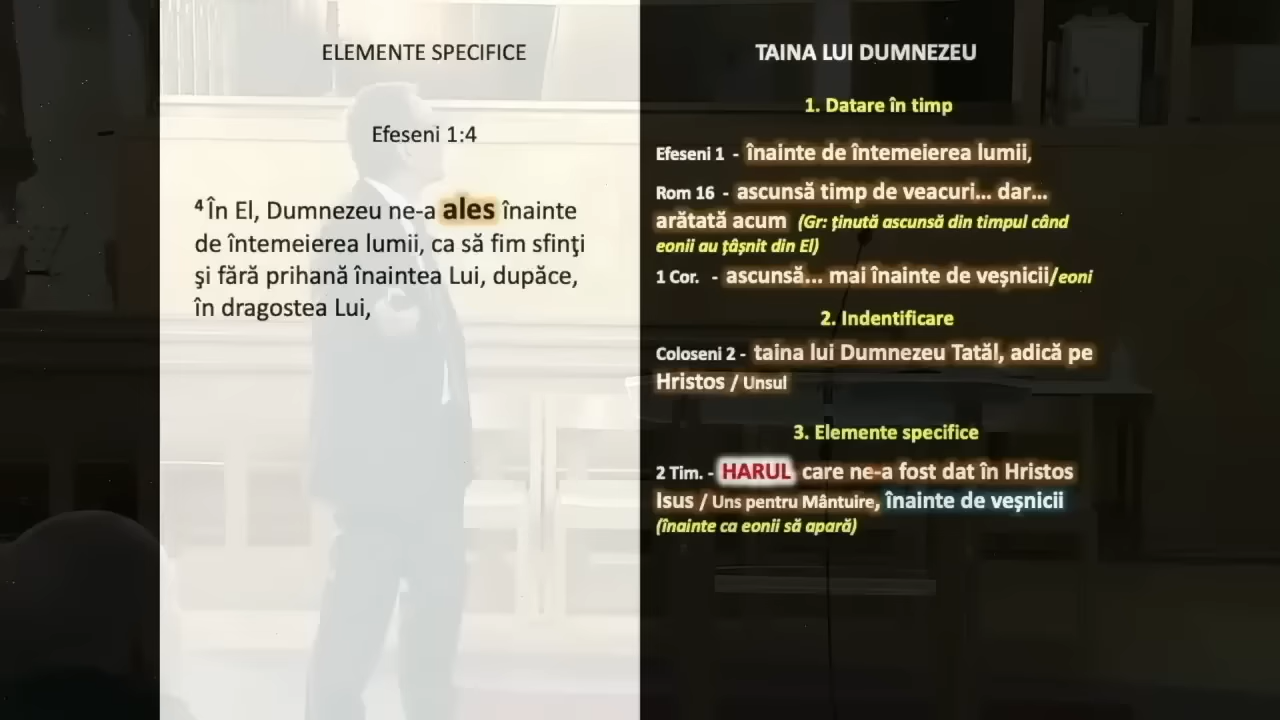 ELEMENTE SPECIFICE
Efeseni 1:4
4 În El, Dumnezeu ne-a ales înainte
de întemeierea lumii, ca să fim sfinţi
şi fără prihană înaintea Lui, dupăce,
în dragostea Lui,
TAINA LUI DUMNEZEU
1. Datare în timp
Efeseni 1 - înainte de întemeierea lumii,
Rom 16 - ascunsă timp de veacuri... dar...
arătată acum (Gr: ținută ascunsă din timpul când
eonii au țâșnit din El)
1 Cor. - ascunsă... mai înainte de veșnicii/eoni
2. Indentificare
Coloseni 2 - taina lui Dumnezeu Tatăl, adică pe
Hristos / Unsul
3. Elemente specifice
2 Tim. - HARUL care ne-a fost dat în Hristos
Isus / Uns pentru Mântuire, înainte de veșnicii
(înainte ca eonii să apară)